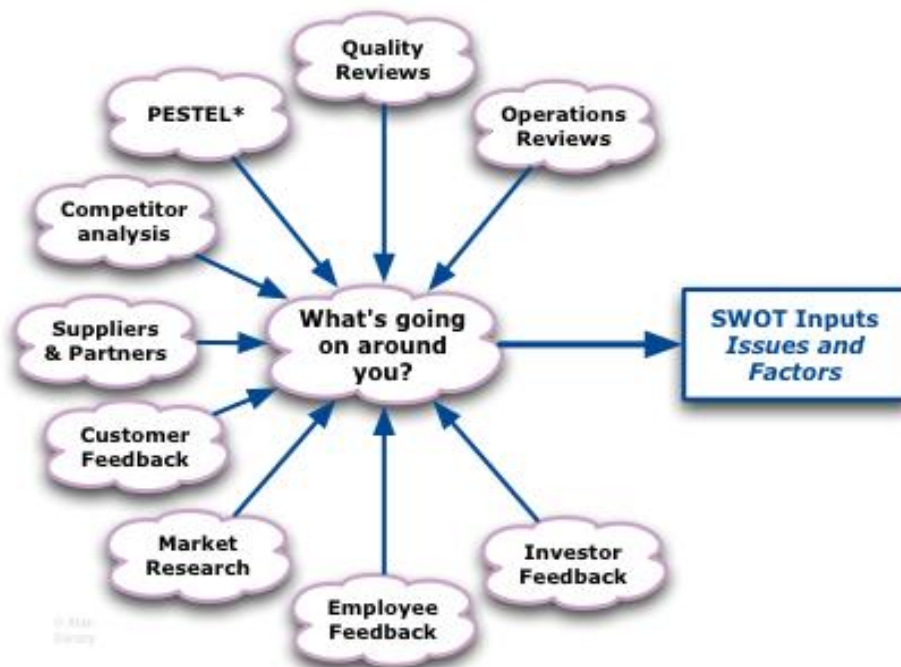 Quality
Reviews
PESTEL*
Operations
Reviews
Competitor
analysis
What's going
on around
you?
SWOT Inputs
Issues and
Factors
Suppliers
& Partners
Customer
Feedback
Market
Research
Investor
Feedback
Employee
Feedback